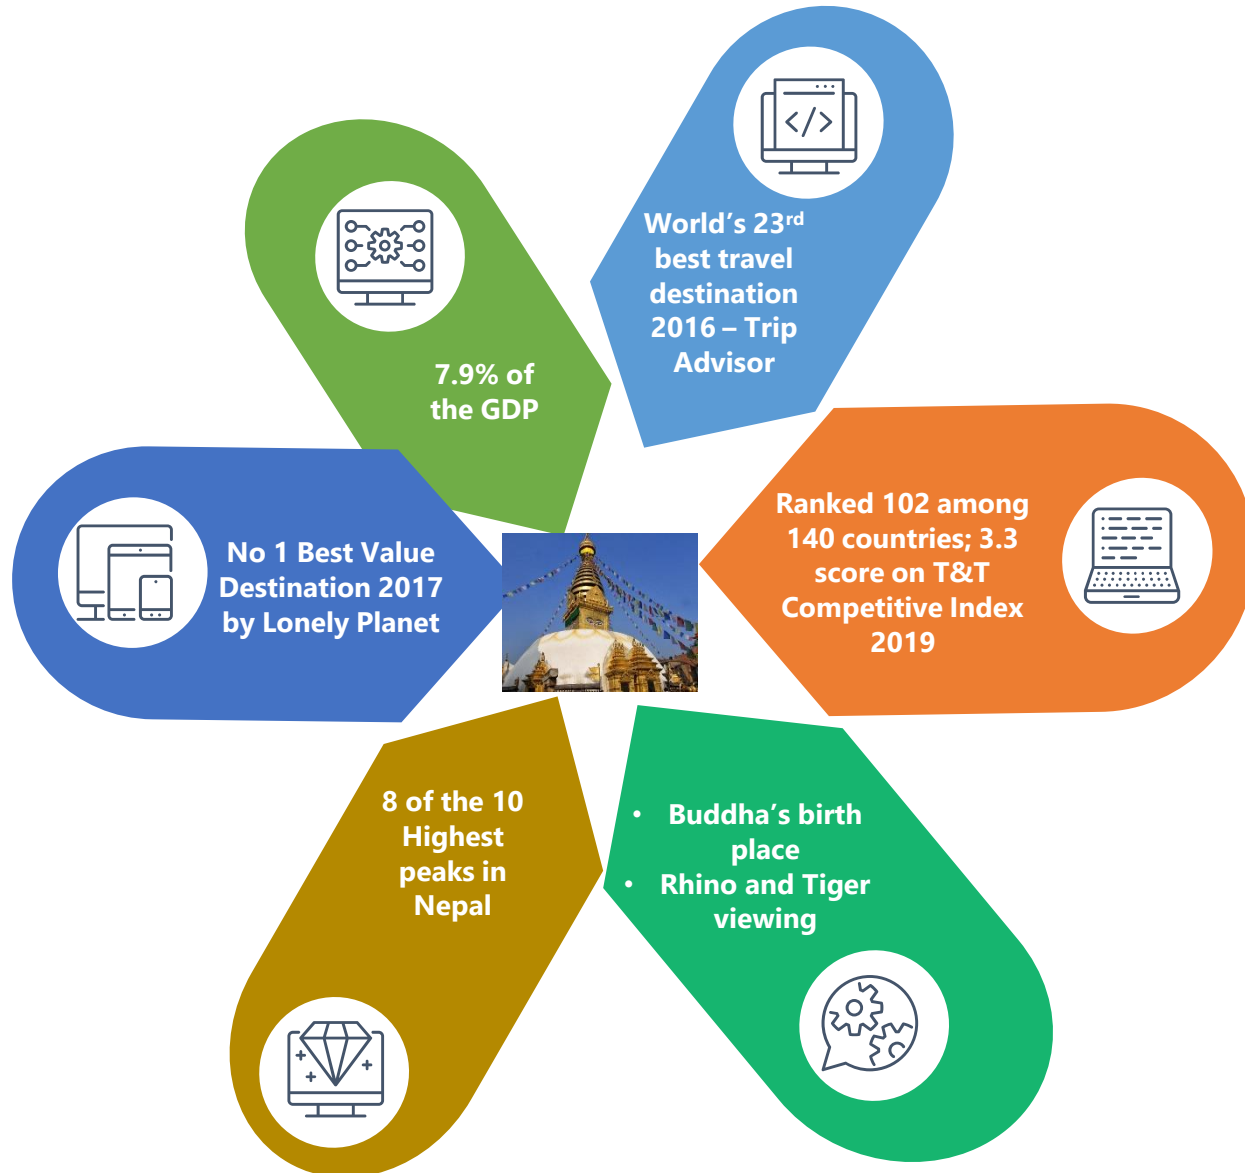 World’s 23rd
best travel
destination
2016 – Trip
Advisor
7.9% of
the GDP
Ranked 102 among
140 countries; 3.3
score on T&T
Competitive Index
2019
No 1 Best Value
Destination 2017
by Lonely Planet
8 of the 10
Highest
peaks in
Nepal
• Buddha’s birth
place
• Rhino and Tiger
viewing